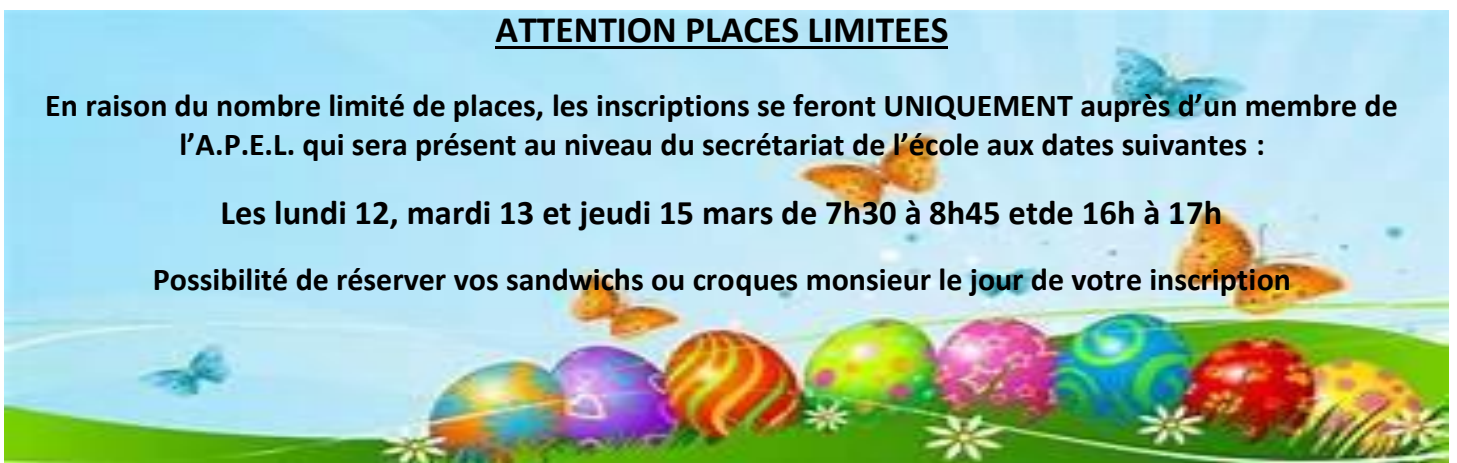 ATTENTION PLACES LIMITEES
En raison du nombre limité de places, les inscriptions se feront UNIQUEMENT auprès d’un membre de
l’A.P.E.L. qui sera présent au niveau du secrétariat de l’école aux dates suivantes :
Les lundi 12, mardi 13 et jeudi 15 mars de 7h30 à 8h45 etde 16h à 17h
Possibilité de réserver vos sandwichs ou croques monsieur le jour de votre inscription